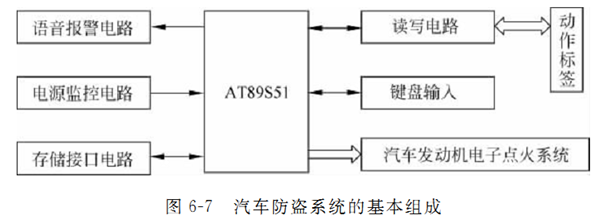 语音报警电路
电源监控电路
存储接口电路
AT89S51
读写电路
动作标签
键盘输入
汽车发动机电子点火系统
图 6-7 汽车防盗系统的基本组成